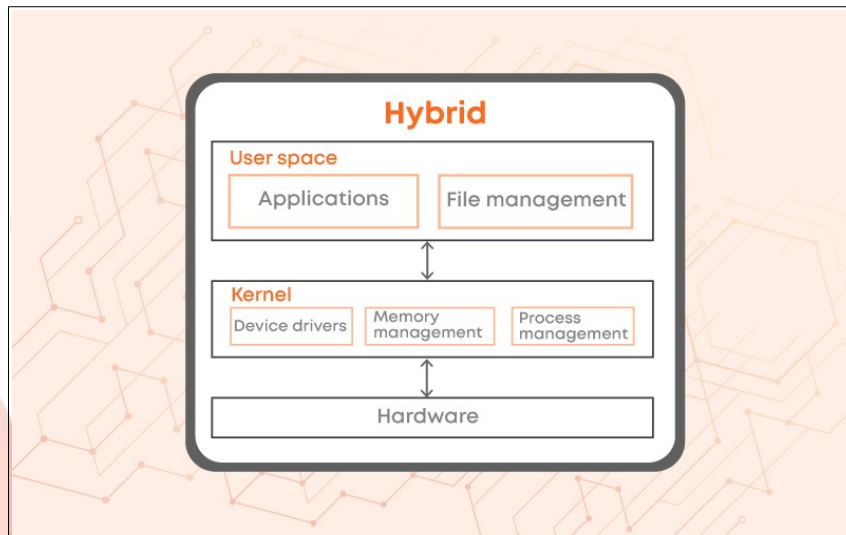 Hybrid
User space
Applications
File management
Kernel
Device drivers
Memory
management
Process
management
Hardware